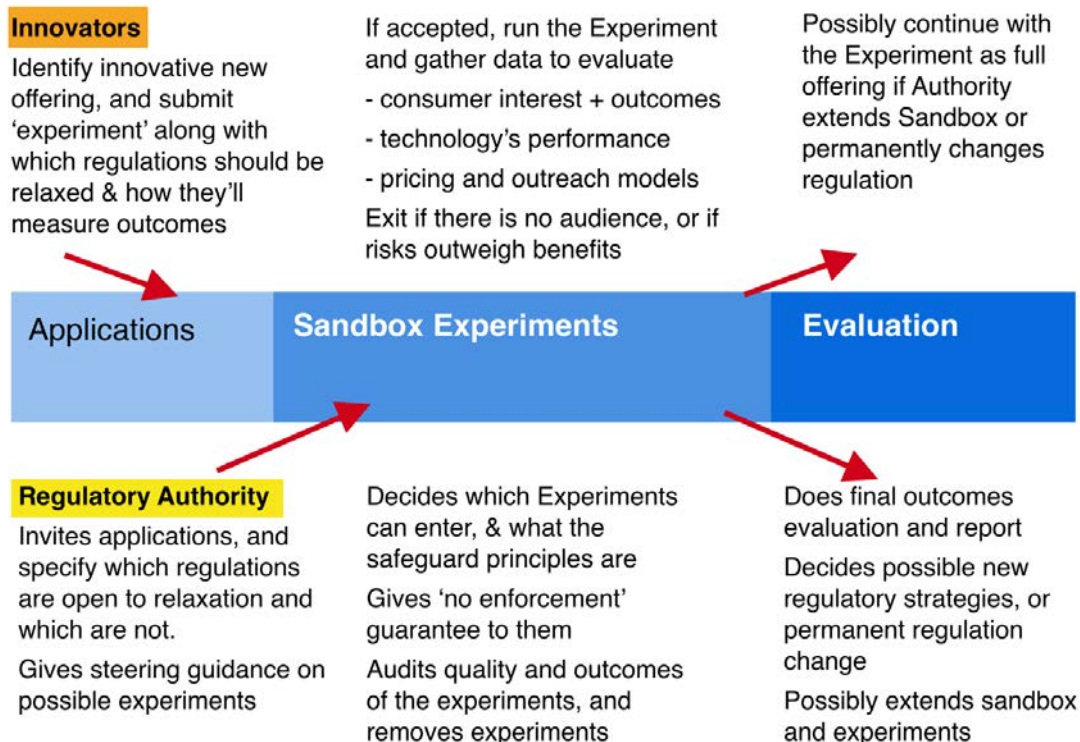 Innovators
Identify innovative new
offering, and submit
‘experiment’ along with
which regulations should be
relaxed & how they’ll
measure outcomes
If accepted, run the Experiment
and gather data to evaluate
- consumer interest + outcomes
- technology’s performance
- pricing and outreach models
Exit if there is no audience, or if
risks outweigh benefits
Possibly continue with
the Experiment as full
offering if Authority
extends Sandbox or
permanently changes
regulation
Applications
Sandbox Experiments
Evaluation
Regulatory Authority
Invites applications, and
specify which regulations
are open to relaxation and
which are not.
Gives steering guidance on
possible experiments
Decides which Experiments
can enter, & what the
safeguard principles are
Gives ‘no enforcement’
guarantee to them
Audits quality and outcomes
of the experiments, and
removes experiments
Does final outcomes
evaluation and report
Decides possible new
regulatory strategies, or
permanent regulation
change
Possibly extends sandbox
and experiments